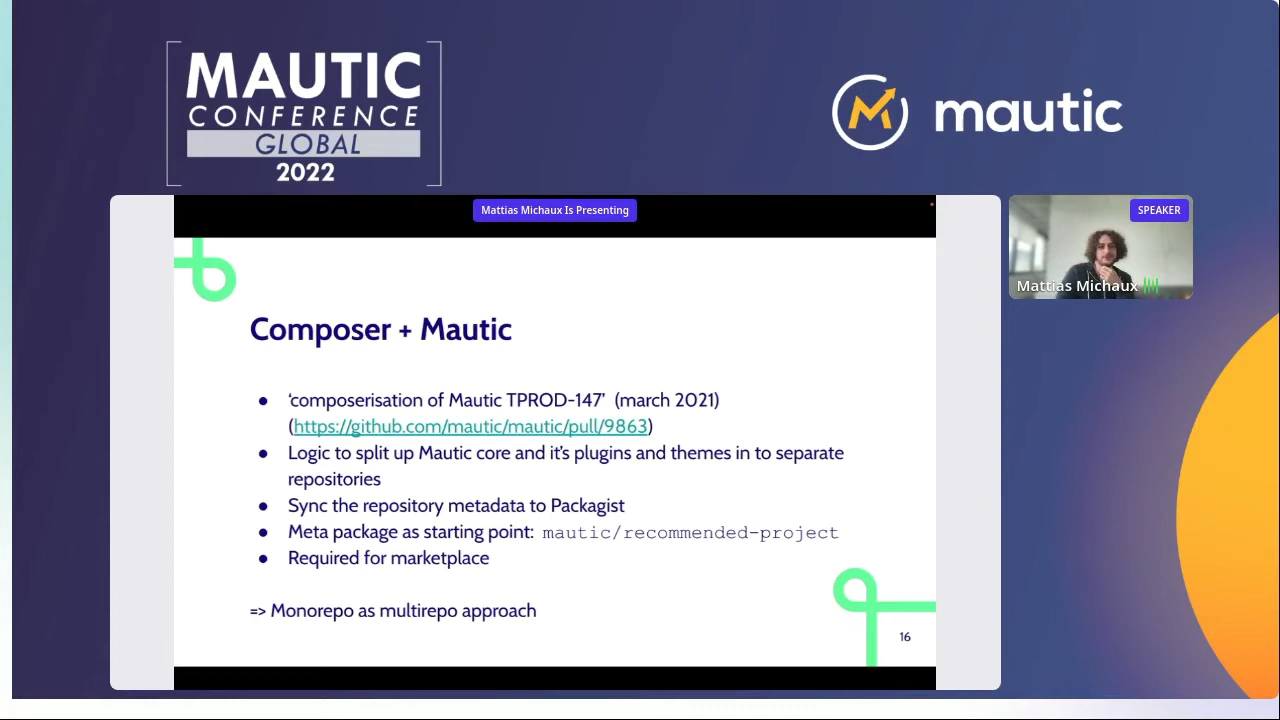 MAUTIC
CONFERENCE
GLOBAL
2022
mautic
Mattias Michaux Is Presenting
SPEAKER
Mattias Michaux
Composer + Mautic
● ‘composerisation of Mautic TPROD-147’ (march 2021)
(https://github.com/mautic/mautic/pull/9863)
● Logic to split up Mautic core and it’s plugins and themes in to separate
repositories
● Sync the repository metadata to Packagist
● Meta package as starting point: mautic/recommended-project
● Required for marketplace
=> Monorepo as multirepo approach
16